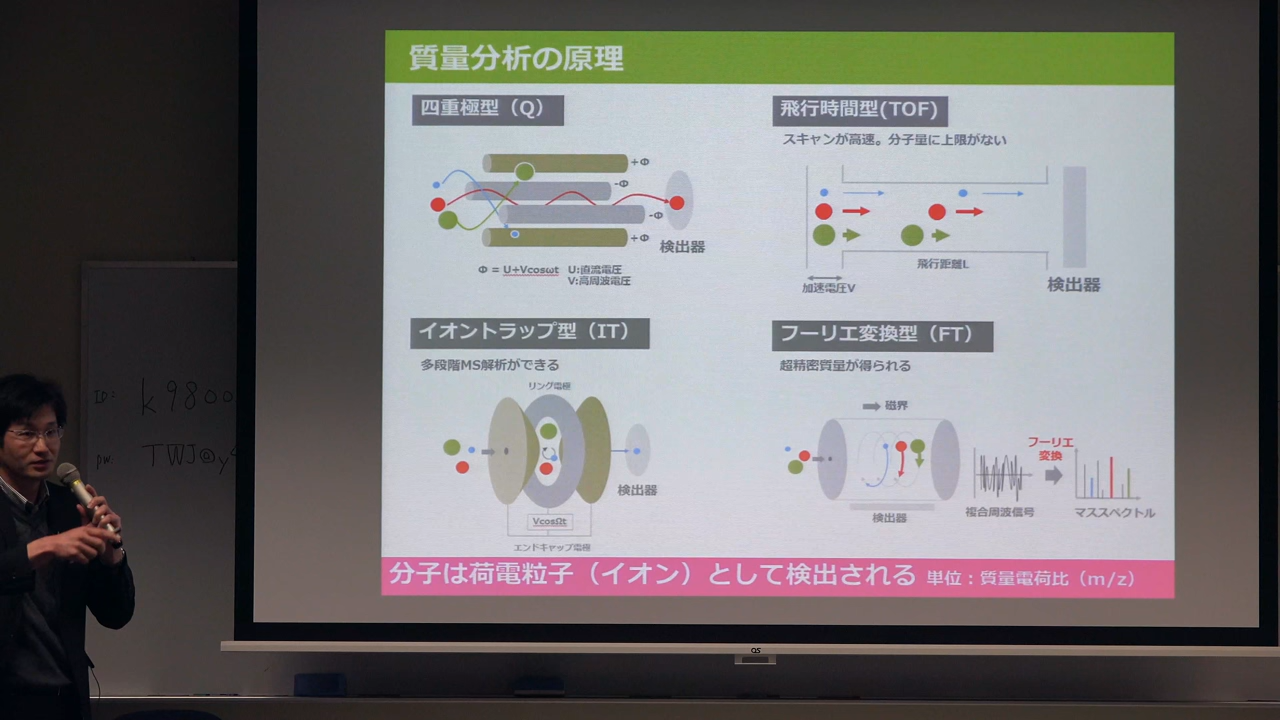 質量分析の原理
四重極型（Q）
+Φ
-Φ
-Φ
+Φ
検出器
Φ = U+Vcosωt U:直流電圧
V:高周波電圧
飛行時間型(TOF)
スキャンが高速。分子量に上限がない
飛行距離L
加速電圧V
検出器
イオントラップ型（IT）
多段階MS解析ができる
リング電極
検出器
VcosΩt
エンドキャップ電極
フーリエ変換型（FT）
超精密質量が得られる
磁界
検出器
フーリエ
変換
複合周波信号
マススペクトル
分子は荷電粒子（イオン）として検出される 単位：質量電荷比（m/z）
ID: k9800
pw: TWJ@y
OS